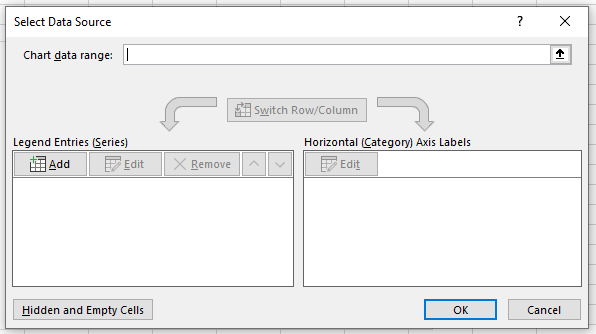 Select Data Source ?
Chart data range:
Switch Row/Column
Legend Entries (Series)
Horizontal (Category) Axis Labels
Add Edit Remove
Edit
Hidden and Empty Cells
OK Cancel